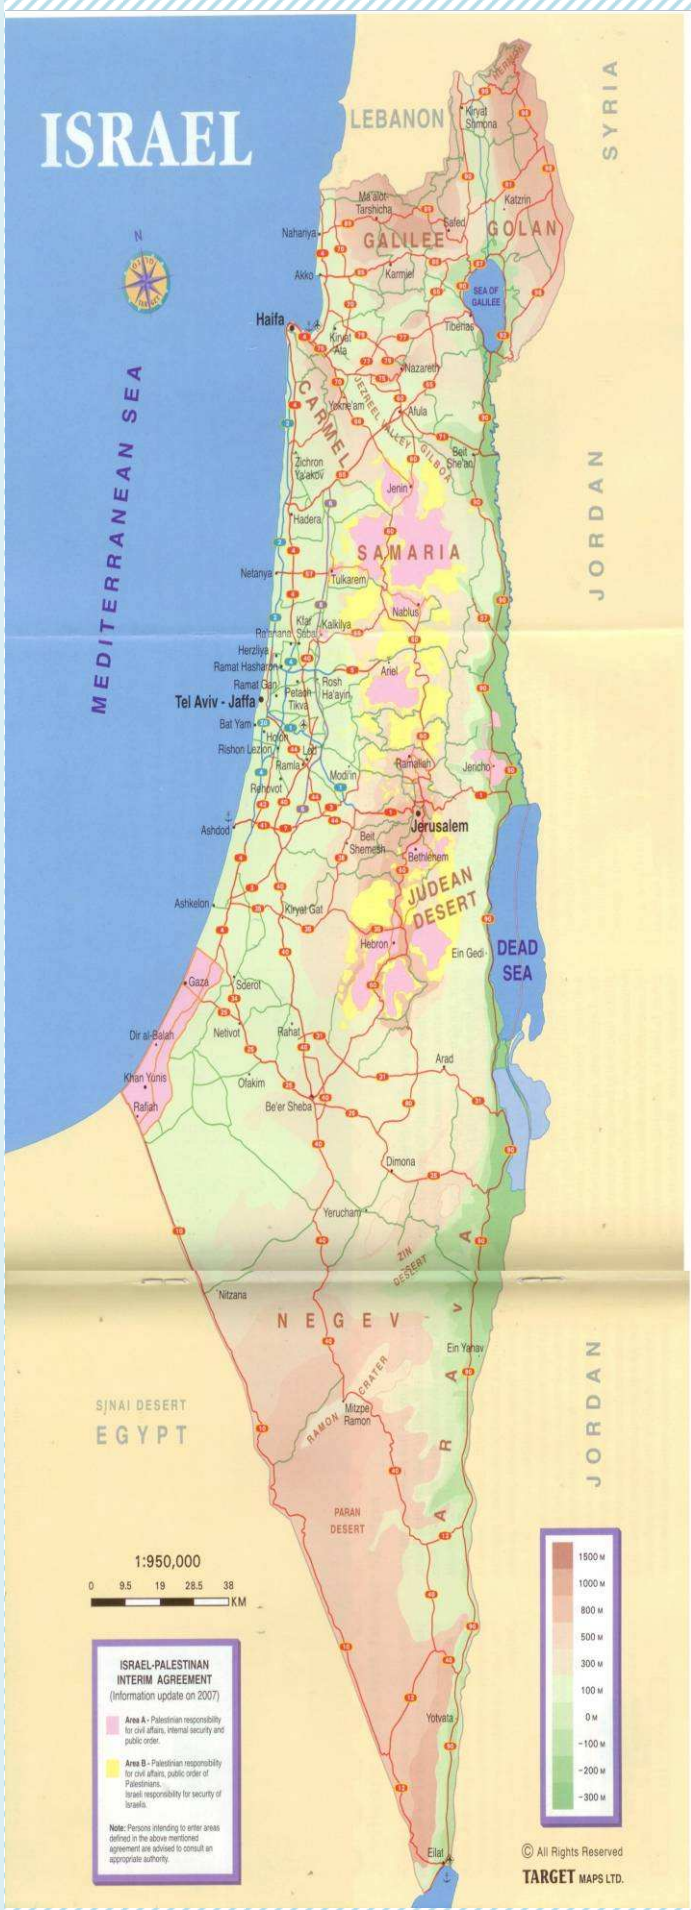 ISRAEL
LEBANON
SYRIA
HERMON
Kiryat
Shmona
Ma'alot-
Tarshicha
Safed
Katzrin
Nahariya
GALILEE
GOLAN
Akko
Karmiel
SEA OF
GALILEE
N
Haifa
Kiryat
Ata
Tiberias
Nazareth
CARMEL
JEZREEL VALLEY
Yokne'am
Afula
GILBOA
Beit
She'an
Zichron
Ya'akov
Jenin
MEDITERRANEAN SEA
JORDAN
Hadera
SAMARIA
Netanya
Tulkarem
Nablus
Kfar
Saba
Kalkilya
Ra'anana
Herzliya
Ramat Hasharon
Ariel
Ramat Gan
Rosh
Ha'ayin
Petach
Tikva
Tel Aviv - Jaffa
Bat Yam
Holon
Rishon Lezion
Lod
Ramla
Ramallah
Jericho
Modi'in
Rehovot
Ashdod
Jerusalem
Beit
Shemesh
Bethlehem
JUDEAN
DESERT
Ashkelon
Kiryat Gat
Hebron
Ein Gedi
DEAD
SEA
Gaza
Sderot
Dir al-Balah
Netivot
Rahat
Arad
Khan Yunis
Ofakim
Rafiah
Be'er Sheba
Dimona
Yerucham
ZIN
DESERT
Nitzana
NEGEV
ARAVA
Ein Yahav
RAMON CRATER
Mitzpe
Ramon
SINAI DESERT
EGYPT
JORDAN
PARAN
DESERT
1:950,000
0 9.5 19 28.5 38
KM
1500 M
1000 M
800 M
500 M
300 M
100 M
0 M
-100 M
-200 M
-300 M
ISRAEL-PALESTINAN
INTERIM AGREEMENT
(Information update on 2007)
Area A - Palestinian responsibility
for civil affairs, internal security and
public order.
Area B - Palestinian responsibility
for civil affairs, public order of
Palestinians.
Israeli responsibility for security of
Israelis.
Note: Persons intending to enter areas
defined in the above mentioned
agreement are advised to consult an
appropriate authority.
Yotvata
Eilat
© All Rights Reserved
TARGET MAPS LTD.